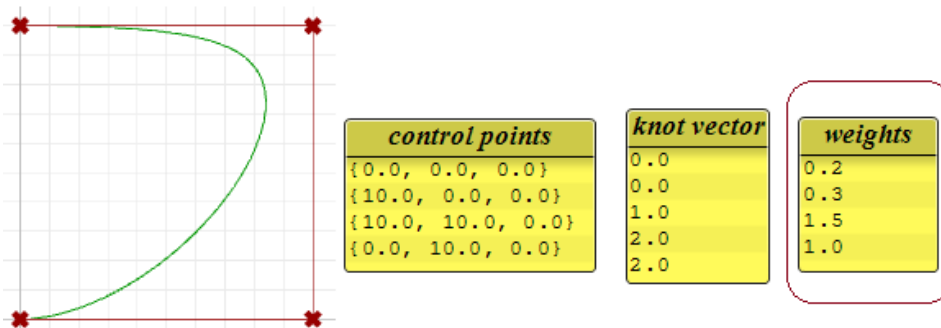 control points
{0.0, 0.0, 0.0}
{10.0, 0.0, 0.0}
{10.0, 10.0, 0.0}
{0.0, 10.0, 0.0}
knot vector
0.0
0.0
1.0
2.0
2.0
weights
0.2
0.3
1.5
1.0